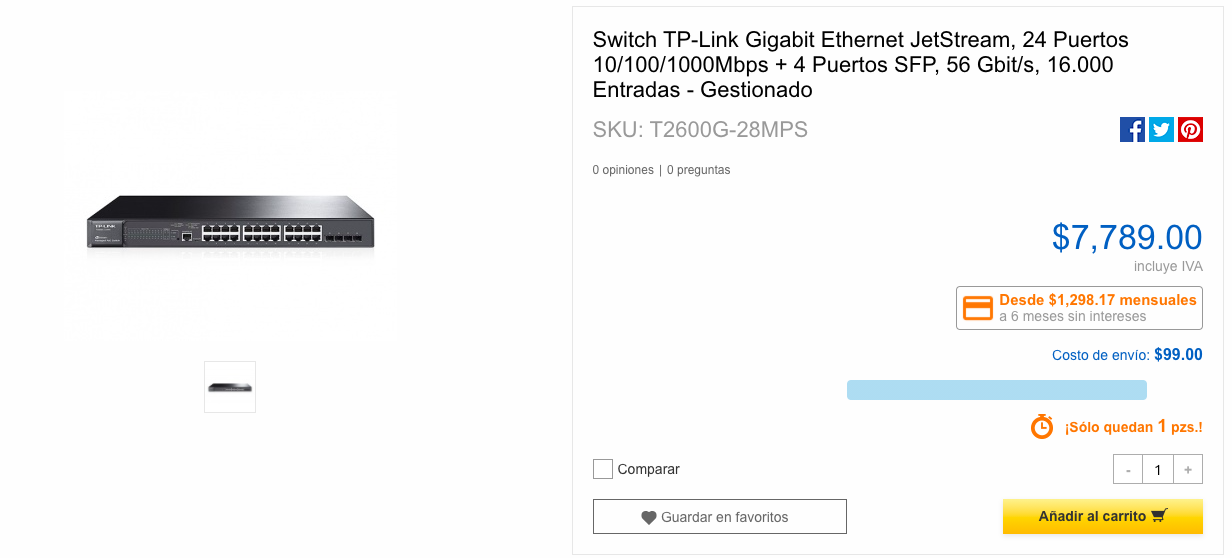 TP-LINK
Switch TP-Link Gigabit Ethernet JetStream, 24 Puertos
10/100/1000Mbps + 4 Puertos SFP, 56 Gbit/s, 16.000
Entradas - Gestionado
SKU: T2600G-28MPS
0 opiniones | 0 preguntas
$7,789.00
incluye IVA
Desde $1,298.17 mensuales
a 6 meses sin intereses
Costo de envío: $99.00
¡Sólo quedan 1 pzs.!
Comparar
- 1 +
Guardar en favoritos
Añadir al carrito